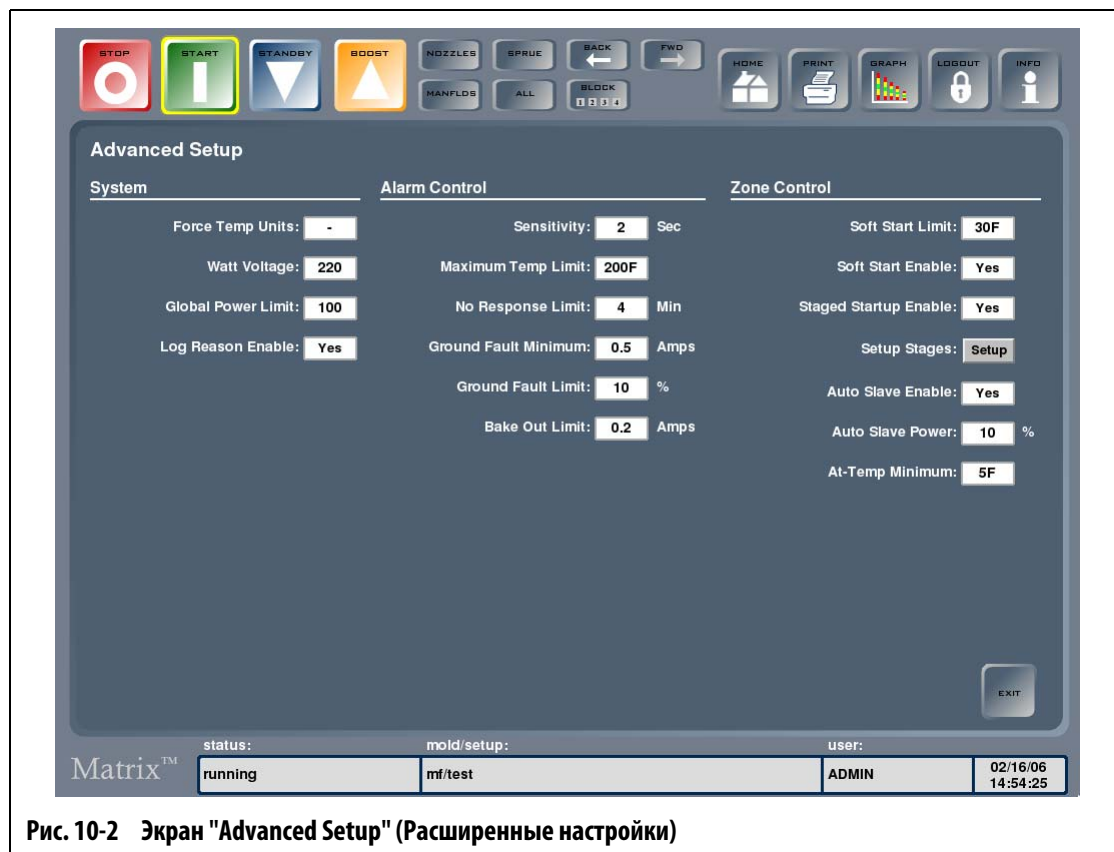 STOP START STANDBY BOOST NOZZLES SPRUE BACK FWD HOME PRINT GRAPH LOGOUT INFO
MANFLDS ALL BLOCK
1 2 3 4
Advanced Setup
System Alarm Control Zone Control
Force Temp Units: - Sensitivity: 2 Sec Soft Start Limit: 30F
Watt Voltage: 220 Maximum Temp Limit: 200F Soft Start Enable: Yes
Global Power Limit: 100 No Response Limit: 4 Min Staged Startup Enable: Yes
Log Reason Enable: Yes Ground Fault Minimum: 0.5 Amps Setup Stages: Setup
Ground Fault Limit: 10 % Auto Slave Enable: Yes
Bake Out Limit: 0.2 Amps Auto Slave Power: 10 %
At-Temp Minimum: 5F
EXIT
status: mold/setup: user:
Matrix™ running mf/test ADMIN 02/16/06
14:54:25
Рис. 10-2 Экран "Advanced Setup" (Расширенные настройки)